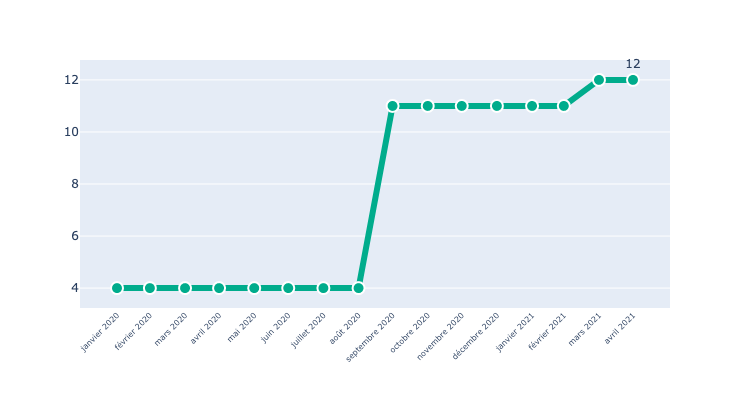 12
12
10
8
6
4
janvier 2020
février 2020
mars 2020
avril 2020
mai 2020
juin 2020
juillet 2020
août 2020
septembre 2020
octobre 2020
novembre 2020
décembre 2020
janvier 2021
février 2021
mars 2021
avril 2021